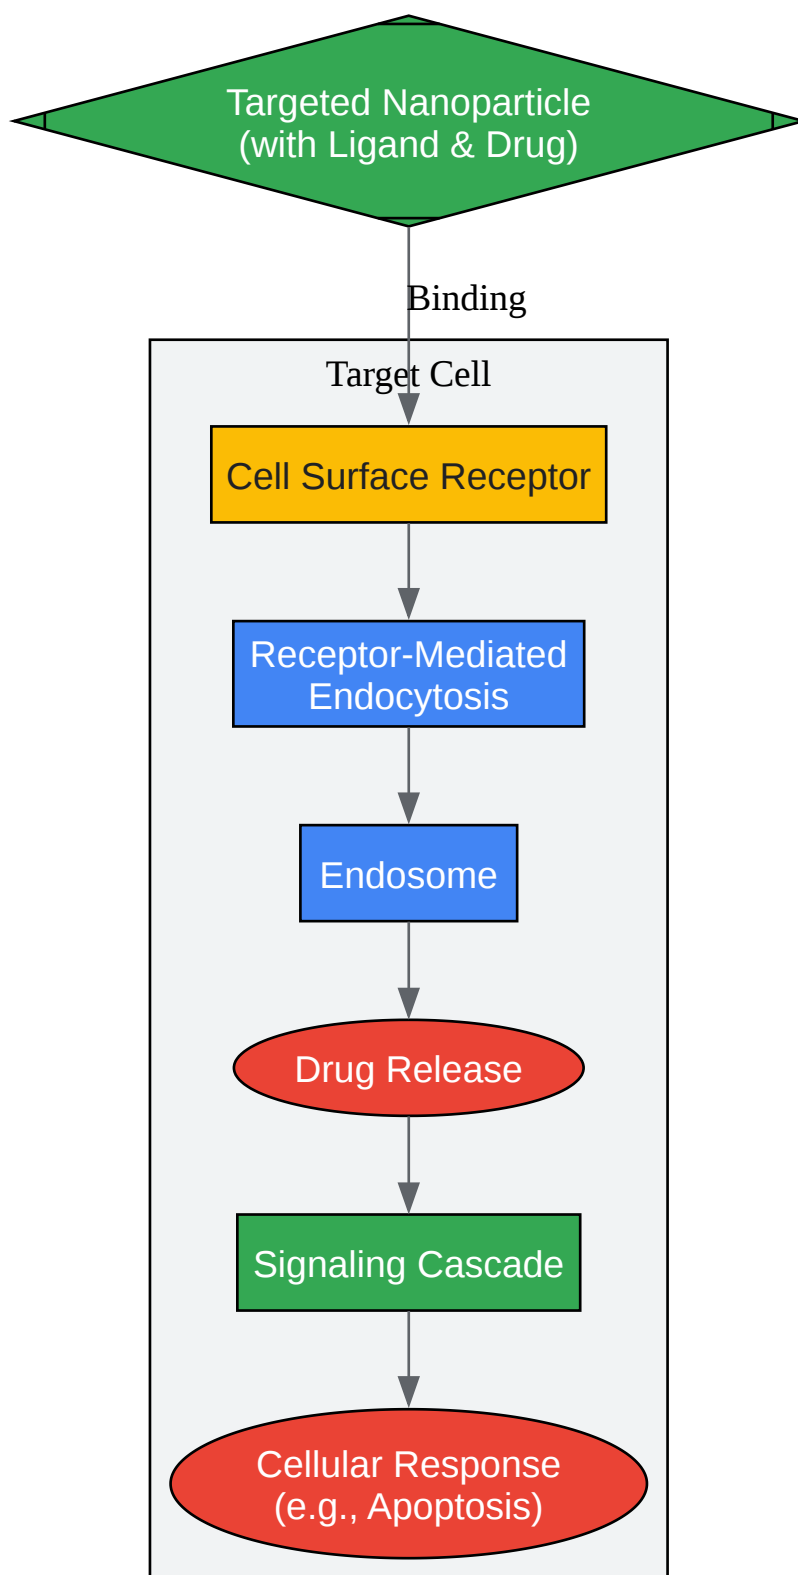 Targeted Nanoparticle
(with Ligand & Drug)
Binding
Target Cell
Cell Surface Receptor
Receptor-Mediated
Endocytosis
Endosome
Drug Release
Signaling Cascade
Cellular Response
(e.g., Apoptosis)